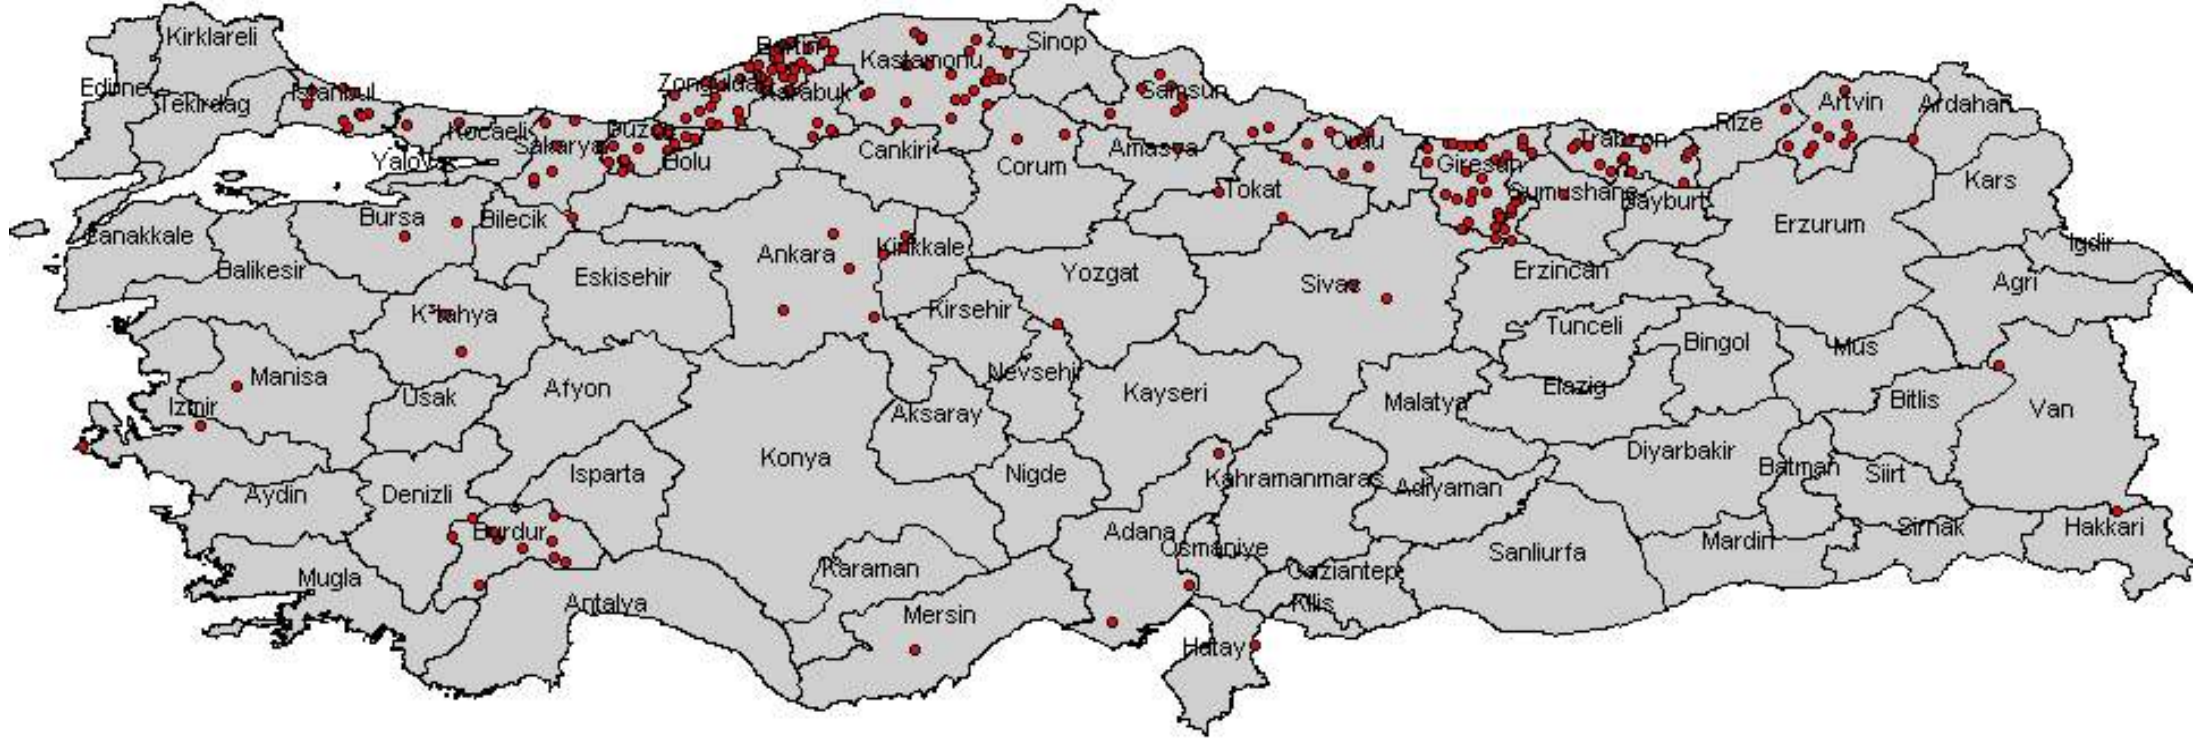 Kirklareli
Edirne
Tekirdag
Istanbul
Kocaeli
Yalova
Sakarya
Duzce
Bolu
Zonguldak
Bartin
Karabuk
Kastamonu
Sinop
Cankiri
Corum
Samsun
Amasya
Tokat
Ordu
Giresun
Gumushane
Trabzon
Bayburt
Rize
Artvin
Ardahan
Kars
Igdir
Agri
Erzurum
Erzincan
Canakkale
Balikesir
Bursa
Bilecik
Eskisehir
Ankara
Kirikkale
Kirsehir
Yozgat
Sivas
Tunceli
Bingol
Mus
Elazig
Bitlis
Van
K³tahya
Manisa
Usak
Afyon
Izmir
Aydin
Denizli
Isparta
Burdur
Mugla
Antalya
Konya
Aksaray
Nevsehir
Nigde
Kayseri
Malatya
Kahramanmaras
Adiyaman
Diyarbakir
Batman
Siirt
Sirnak
Hakkari
Mardin
Sanliurfa
Gaziantep
Kilis
Osmaniye
Adana
Hatay
Mersin
Karaman